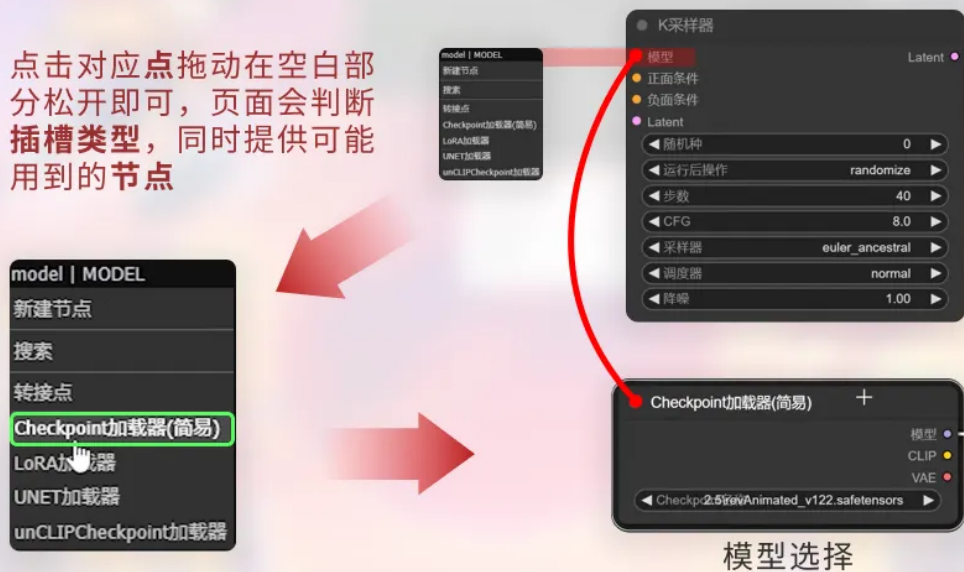 点击对应点拖动在空白部
分松开即可，页面会判断
插槽类型，同时提供可能
用到的节点
model | MODEL
新建节点
搜索
转接点
Checkpoint加载器(简易)
LoRA加载器
UNET加载器
unCLIPCheckpoint加载器
K采样器
模型
Latent
正面条件
负面条件
Latent
随机种 0
运行后操作 randomize
步数 40
CFG 8.0
采样器 euler_ancestral
调度器 normal
降噪 1.00
model | MODEL
新建节点
搜索
转接点
Checkpoint加载器(简易)
LoRA加载器
UNET加载器
unCLIPCheckpoint加载器
Checkpoint加载器(简易)
模型
CLIP
VAE
2.5revAnimated_v122.safetensors
模型选择